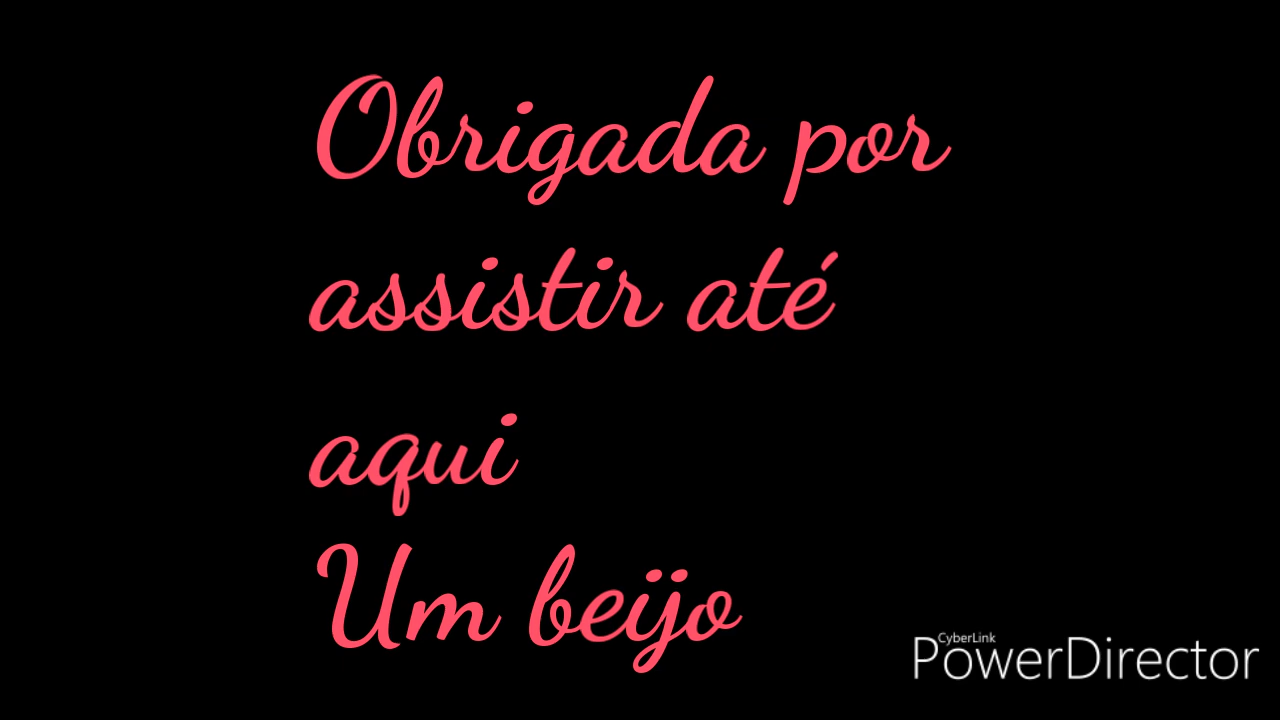 Obrigada por
assistir até
aqui
Um beijo
CyberLink
PowerDirector